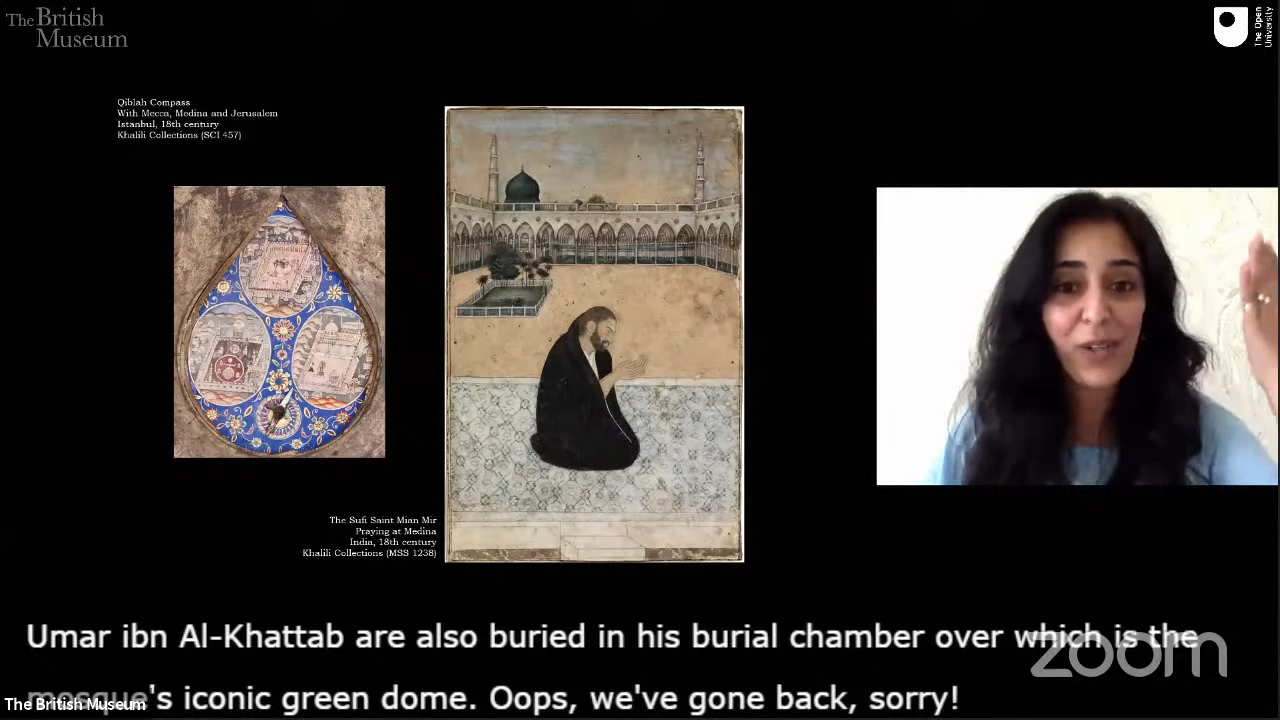 The British
Museum
The Open
University
Qiblah Compass
With Mecca, Medina and Jerusalem
Istanbul, 18th century
Khalili Collections (SCI 457)
The Sufi Saint Mian Mir
Praying at Medina
India, 18th century
Khalili Collections (MSS 1238)
Umar ibn Al-Khattab are also buried in his burial chamber over which is the
mosque's iconic green dome. Oops, we've gone back, sorry!
zoom
The British Museum